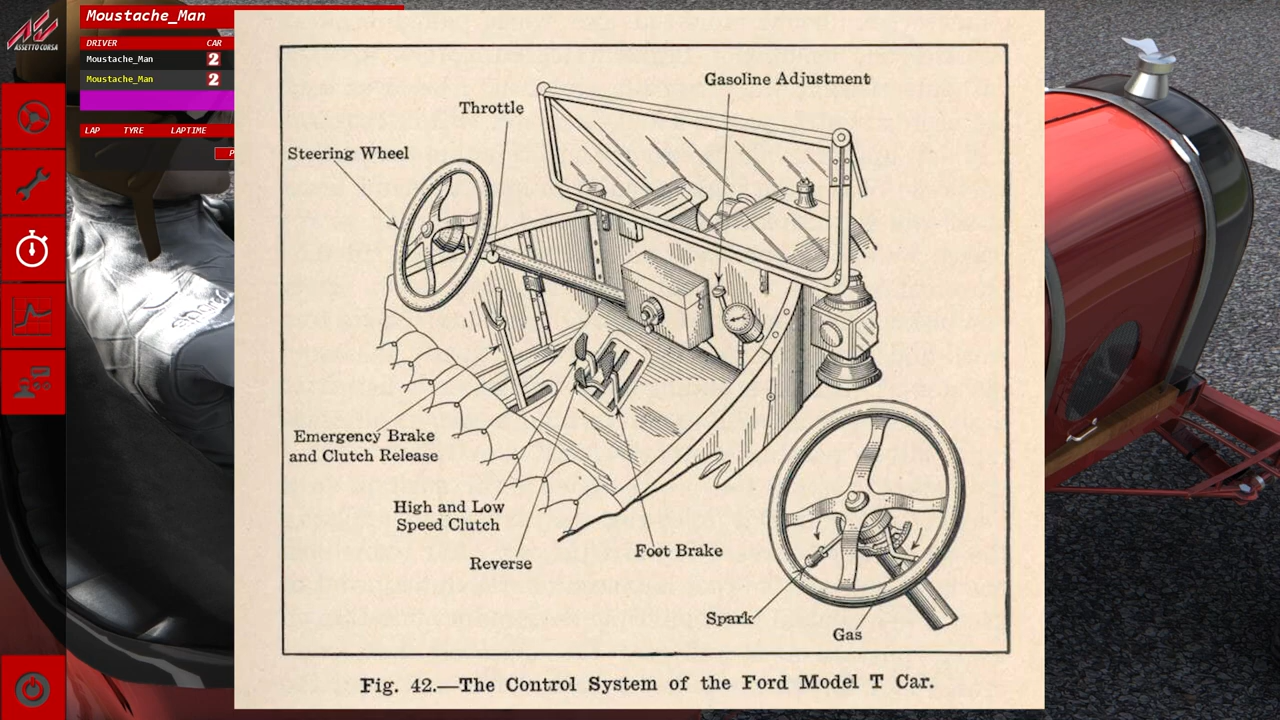 ASSETTO CORSA
Moustache_Man
DRIVER CAR
Moustache_Man 2
Moustache_Man 2
LAP TYRE LAPTIME
P
Gasoline Adjustment
Throttle
Steering Wheel
Emergency Brake
and Clutch Release
High and Low
Speed Clutch
Reverse
Foot Brake
Spark
Gas
Fig. 42.—The Control System of the Ford Model T Car.